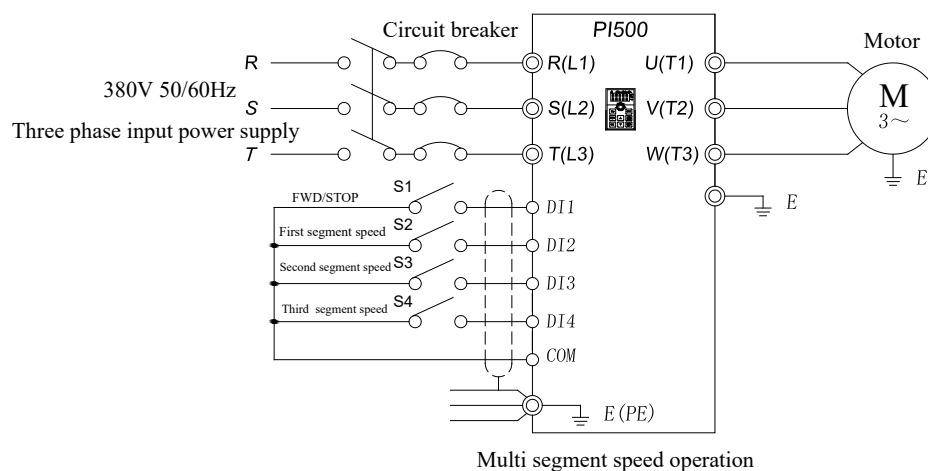 Circuit breaker
PI500
Motor
R
R(L1)
U(T1)
380V 50/60Hz
S
S(L2)
V(T2)
M
3~
Three phase input power supply
T
T(L3)
W(T3)
E
E
S1
FWD/STOP
DI1
S2
First segment speed
DI2
S3
Second segment speed
DI3
S4
Third segment speed
DI4
COM
E(PE)
Multi segment speed operation